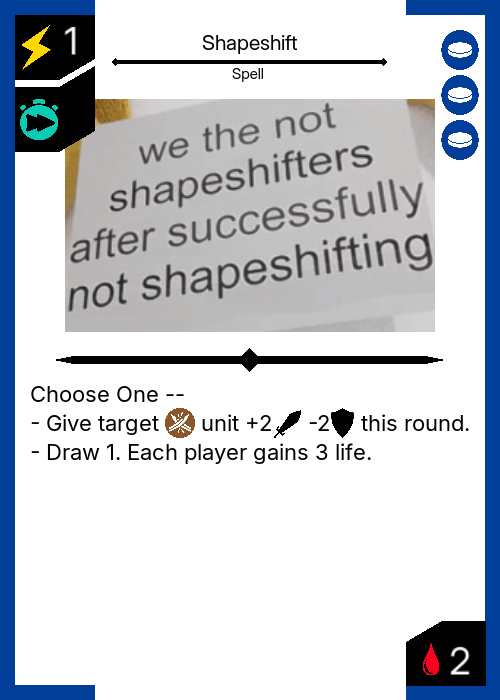 1
Shapeshift
Spell
we the not
shapeshifters
after successfully
not shapeshifting
Choose One --
- Give target unit +2 -2 this round.
- Draw 1. Each player gains 3 life.
2